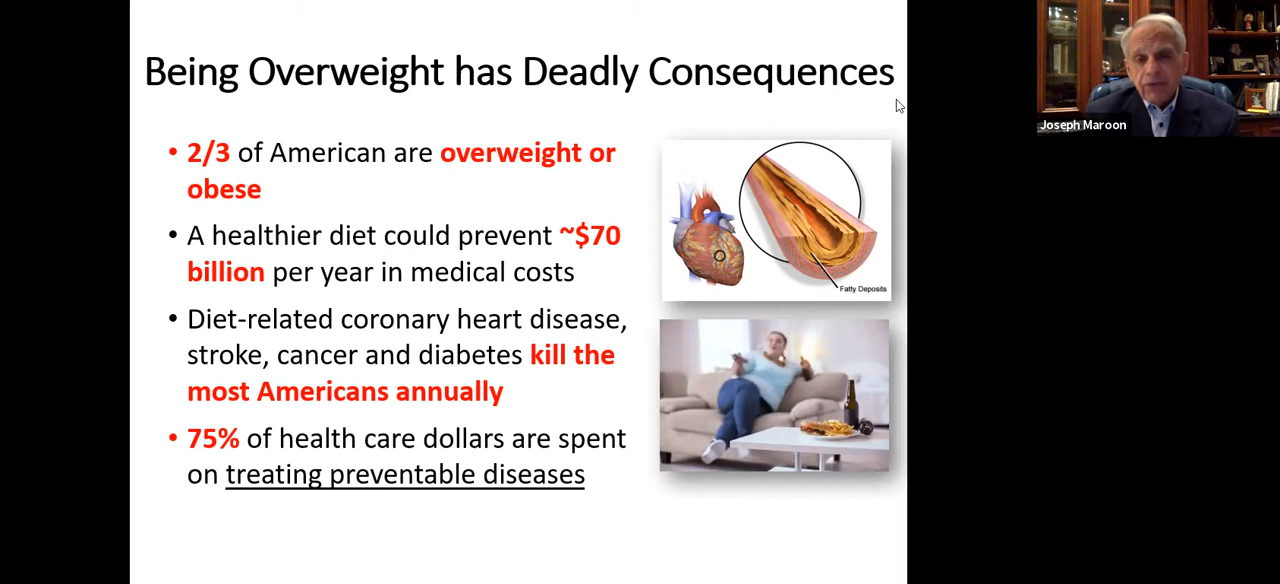 Being Overweight has Deadly Consequences
Joseph Maroon
• 2/3 of American are overweight or
obese
• A healthier diet could prevent ~$70
billion per year in medical costs
• Diet-related coronary heart disease,
stroke, cancer and diabetes kill the
most Americans annually
• 75% of health care dollars are spent
on treating preventable diseases
Fatty Deposits